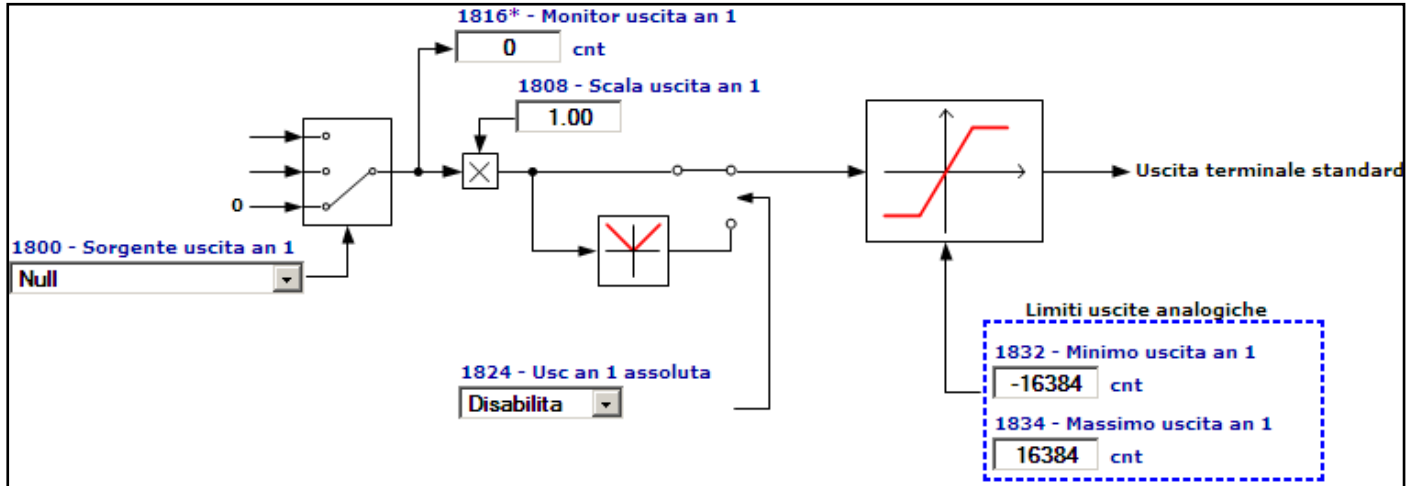 1816* - Monitor uscita an 1
0 cnt
1808 - Scala uscita an 1
1.00
0
1800 - Sorgente uscita an 1
Null
Uscita terminale standard
1824 - Usc an 1 assoluta
Disabilita
Limiti uscite analogiche
1832 - Minimo uscita an 1
-16384 cnt
1834 - Massimo uscita an 1
16384 cnt